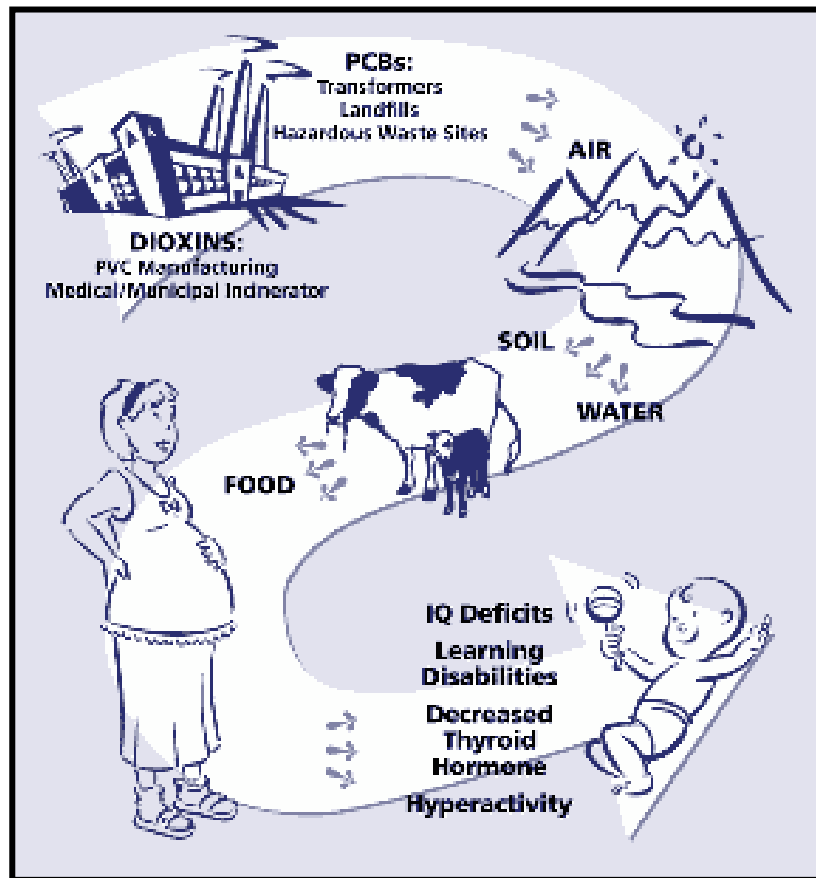 PCBs:
Transformers
Landfills
Hazardous Waste Sites
AIR
DIOXINS:
PVC Manufacturing
Medical/Municipal Incinerator
SOIL
WATER
FOOD
IQ Deficits
Learning
Disabilities
Decreased
Thyroid
Hormone
Hyperactivity